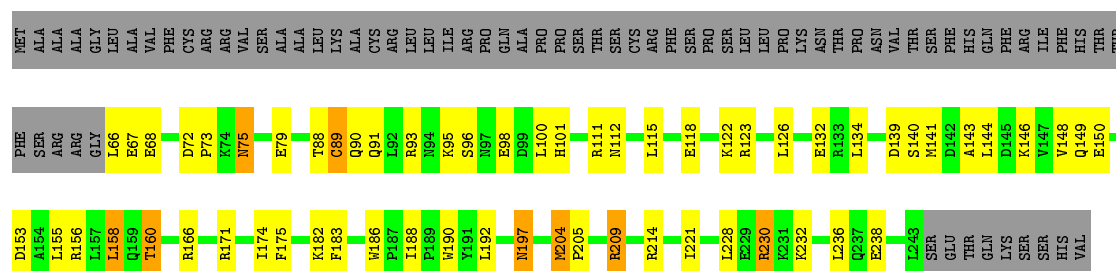 MET ALA ALA ALA ALA GLY LEU ALA VAL PHE CYS ARG ARG VAL SER ALA ALA LEU LYS ALA CYS ARG LEU LEU ILE ARG PRO GLN ALA PRO PRO SER THR SER CYS ARG PHE SER PRO SER LEU LEU PRO LYS ASN THR PRO ASN VAL THR SER PHE HIS GLN PHE ARG ILE PHE HIS THR
PHE SER ARG ARG GLY L66 E67 E68 D72 P73 K74 N75 E79 T88 C89 Q90 Q91 L92 R93 N94 K95 S96 N97 E98 D99 L100 H101 R111 N112 L115 E118 K122 R123 L126 E132 R133 L134 D139 S140 M141 D142 A143 L144 D145 K146 V147 V148 Q149 E150
D153 A154 L155 R156 L157 L158 Q159 T160 R166 R171 I174 F175 K182 F183 W186 P187 I188 P189 W190 Y191 L192 N197 M204 P205 R209 R214 I221 L228 E229 R230 K231 K232 L236 Q237 E238 L243 SER GLU THR GLN LYS SER SER HIS VAL